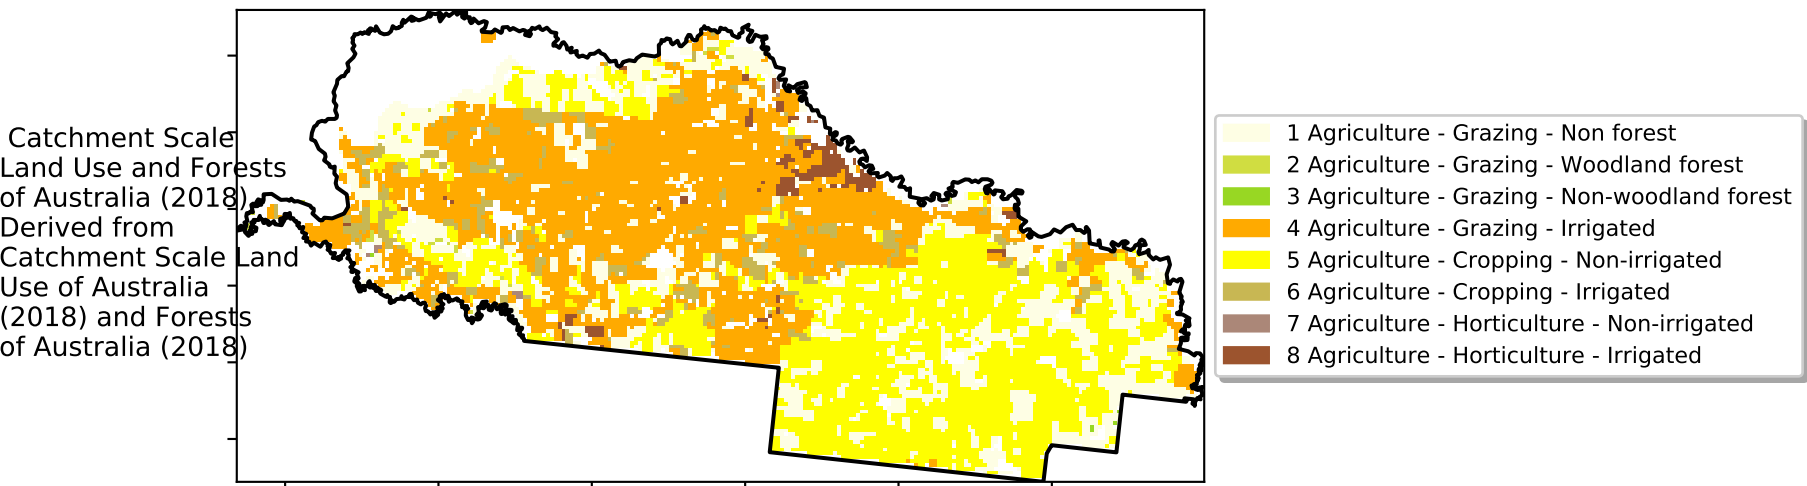 Catchment Scale
Land Use and Forests
of Australia (2018)
Derived from
Catchment Scale Land
Use of Australia
(2018) and Forests
of Australia (2018)
1 Agriculture - Grazing - Non forest
2 Agriculture - Grazing - Woodland forest
3 Agriculture - Grazing - Non-woodland forest
4 Agriculture - Grazing - Irrigated
5 Agriculture - Cropping - Non-irrigated
6 Agriculture - Cropping - Irrigated
7 Agriculture - Horticulture - Non-irrigated
8 Agriculture - Horticulture - Irrigated